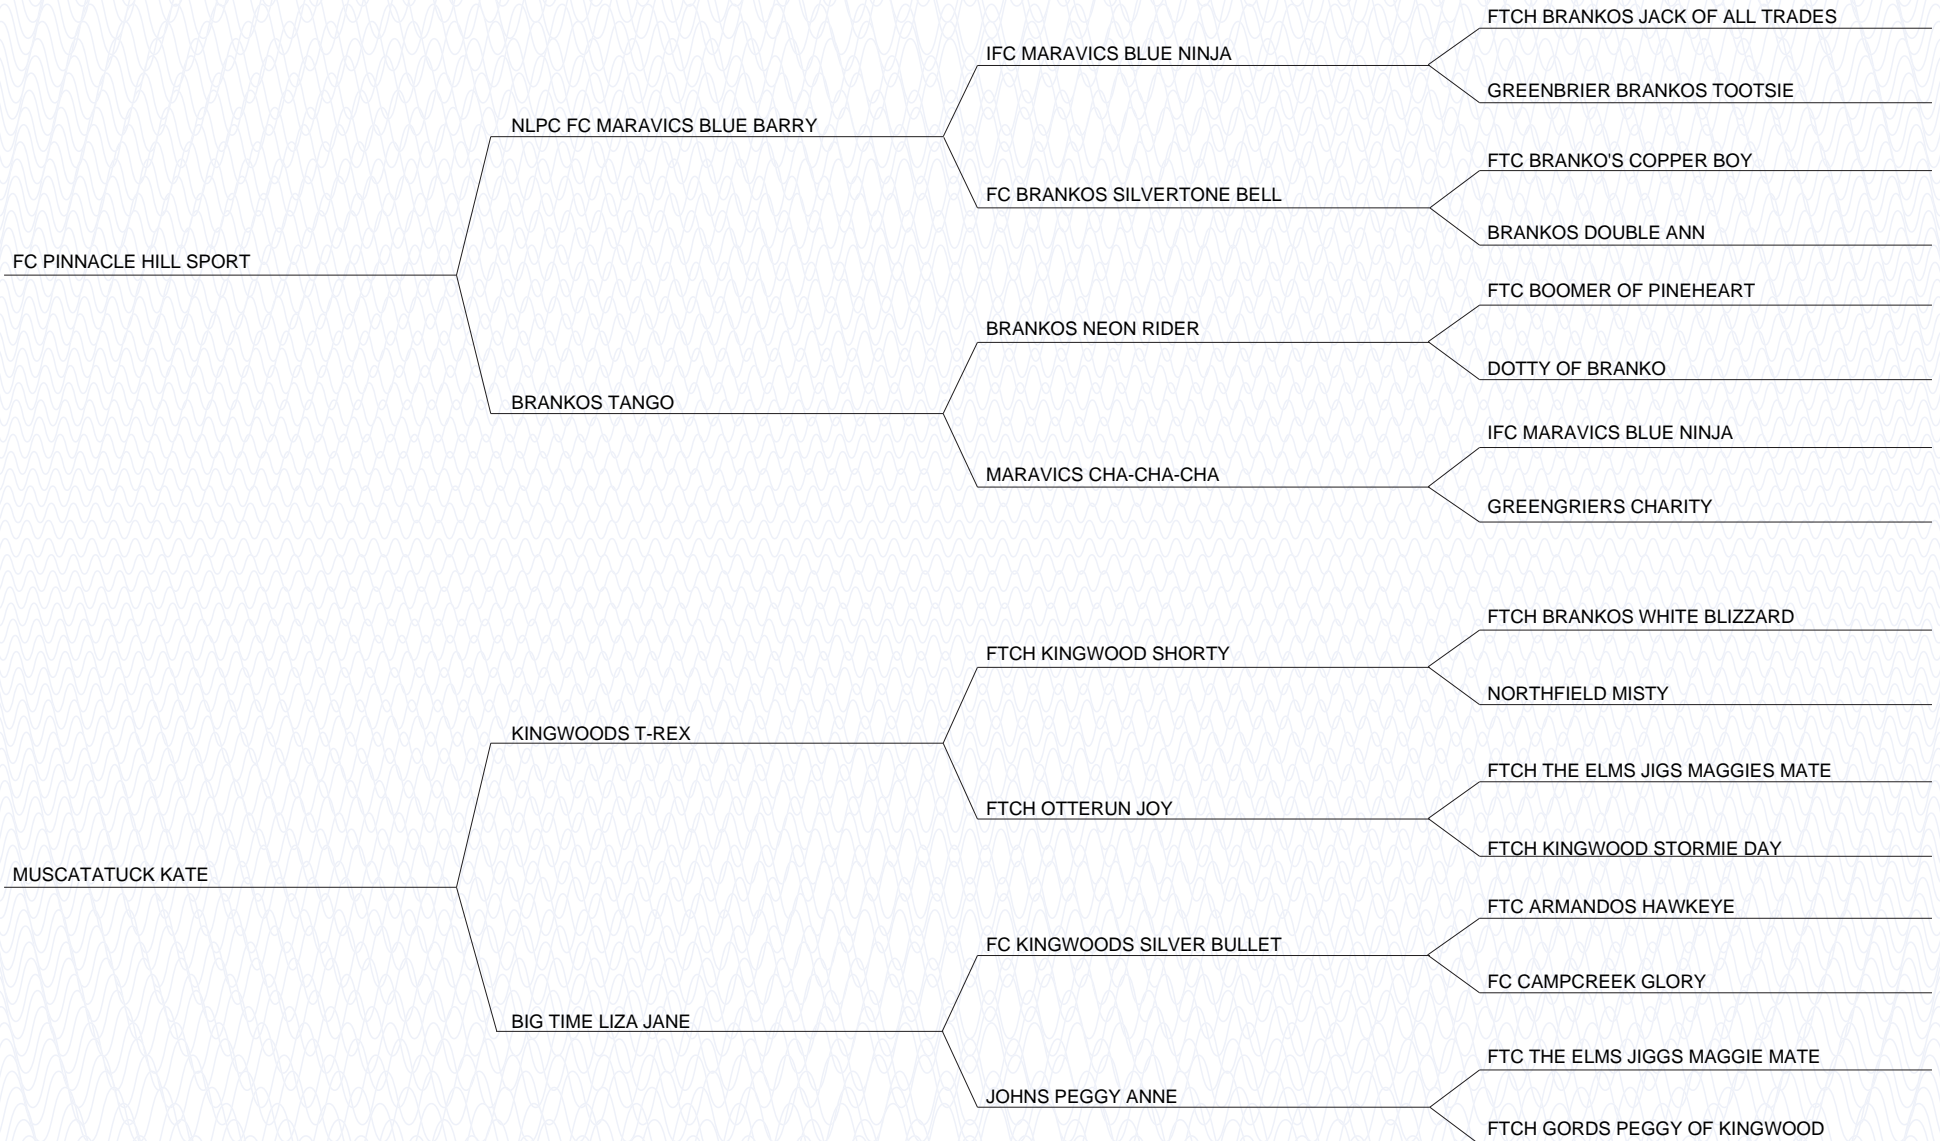 FTCH BRANKOS JACK OF ALL TRADES
IFC MARAVICS BLUE NINJA
GREENBRIER BRANKOS TOOTSIE
NLPC FC MARAVICS BLUE BARRY
FTC BRANKO'S COPPER BOY
FC BRANKOS SILVERTONE BELL
BRANKOS DOUBLE ANN
FC PINNACLE HILL SPORT
FTC BOOMER OF PINEHEART
BRANKOS NEON RIDER
DOTTY OF BRANKO
BRANKOS TANGO
IFC MARAVICS BLUE NINJA
MARAVICS CHA-CHA-CHA
GREENGRIERS CHARITY
FTCH BRANKOS WHITE BLIZZARD
FTCH KINGWOOD SHORTY
NORTHFIELD MISTY
KINGWOODS T-REX
FTCH THE ELMS JIGS MAGGIES MATE
FTCH OTTERUN JOY
FTCH KINGWOOD STORMIE DAY
MUSCATATUCK KATE
FTC ARMANDOS HAWKEYE
FC KINGWOODS SILVER BULLET
FC CAMPCREEK GLORY
BIG TIME LIZA JANE
FTC THE ELMS JIGGS MAGGIE MATE
JOHNS PEGGY ANNE
FTCH GORDS PEGGY OF KINGWOOD